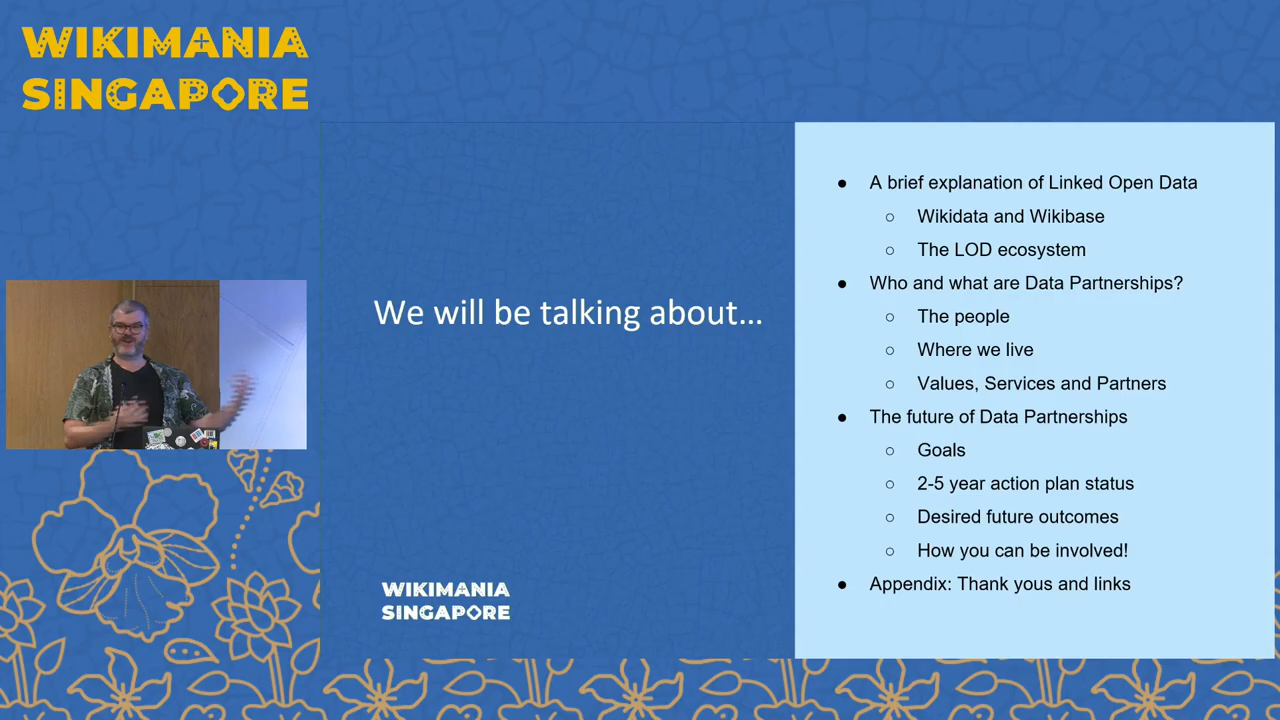 WIKIMANIA
SINGAPORE
We will be talking about...
WIKIMANIA
SINGAPORE
● A brief explanation of Linked Open Data
○ Wikidata and Wikibase
○ The LOD ecosystem
● Who and what are Data Partnerships?
○ The people
○ Where we live
○ Values, Services and Partners
● The future of Data Partnerships
○ Goals
○ 2-5 year action plan status
○ Desired future outcomes
○ How you can be involved!
● Appendix: Thank yous and links